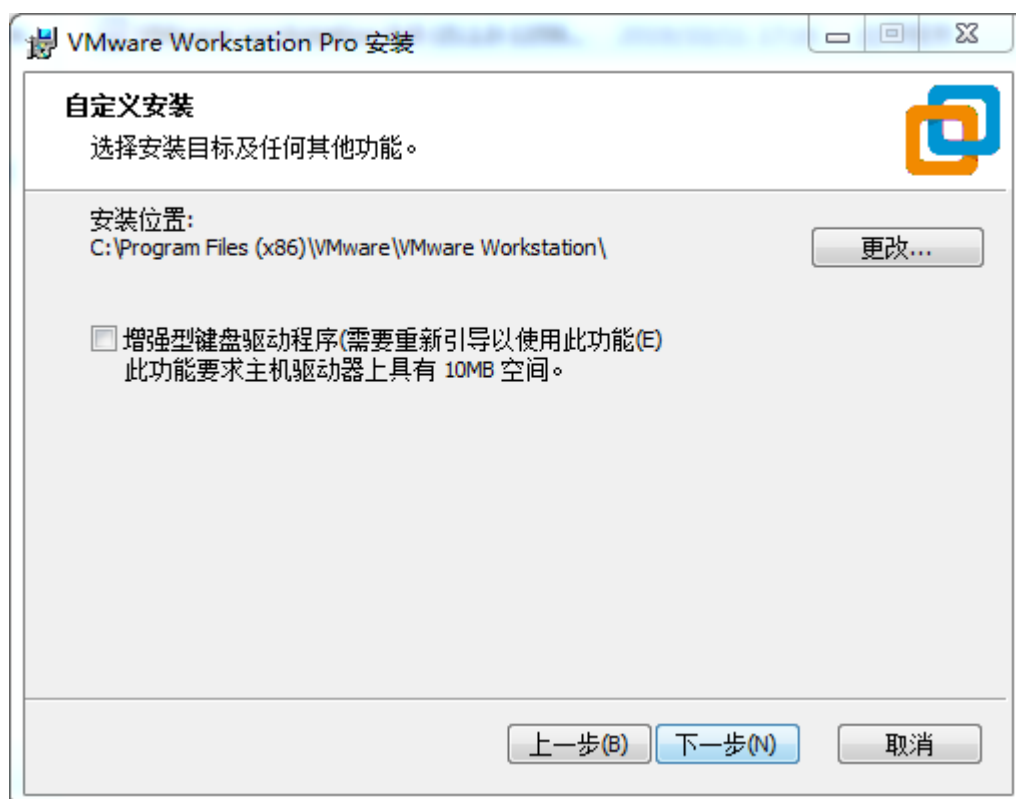 VMware Workstation Pro 安装
自定义安装
选择安装目标及任何其他功能。
安装位置:
C:\Program Files (x86)\VMware\VMware Workstation\
更改...
增强型键盘驱动程序(需要重新引导以使用此功能(E)
此功能要求主机驱动器上具有 10MB 空间。
上一步(B) 下一步(N) 取消